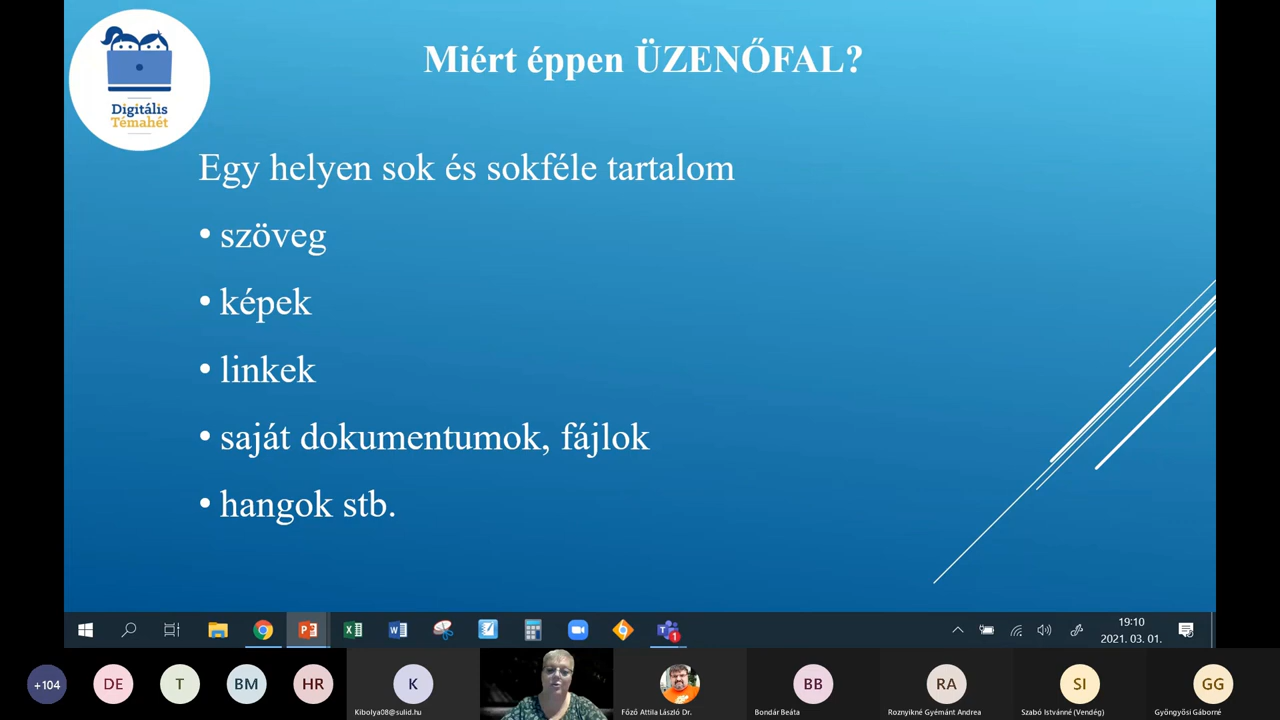 Miért éppen ÜZENŐFAL?
Digitális
Témahét
Egy helyen sok és sokféle tartalom
• szöveg
• képek
• linkek
• saját dokumentumok, fájlok
• hangok stb.
19:10
2021. 03. 01.
+104
DE
T
BM
HR
K
BB
RA
SI
GG
Kibolya08@sulid.hu
Főző Attila László Dr.
Bondár Beáta
Roznyikné Gyémánt Andrea
Szabó Istvánné (Vendég)
Gyöngyösi Gáborné